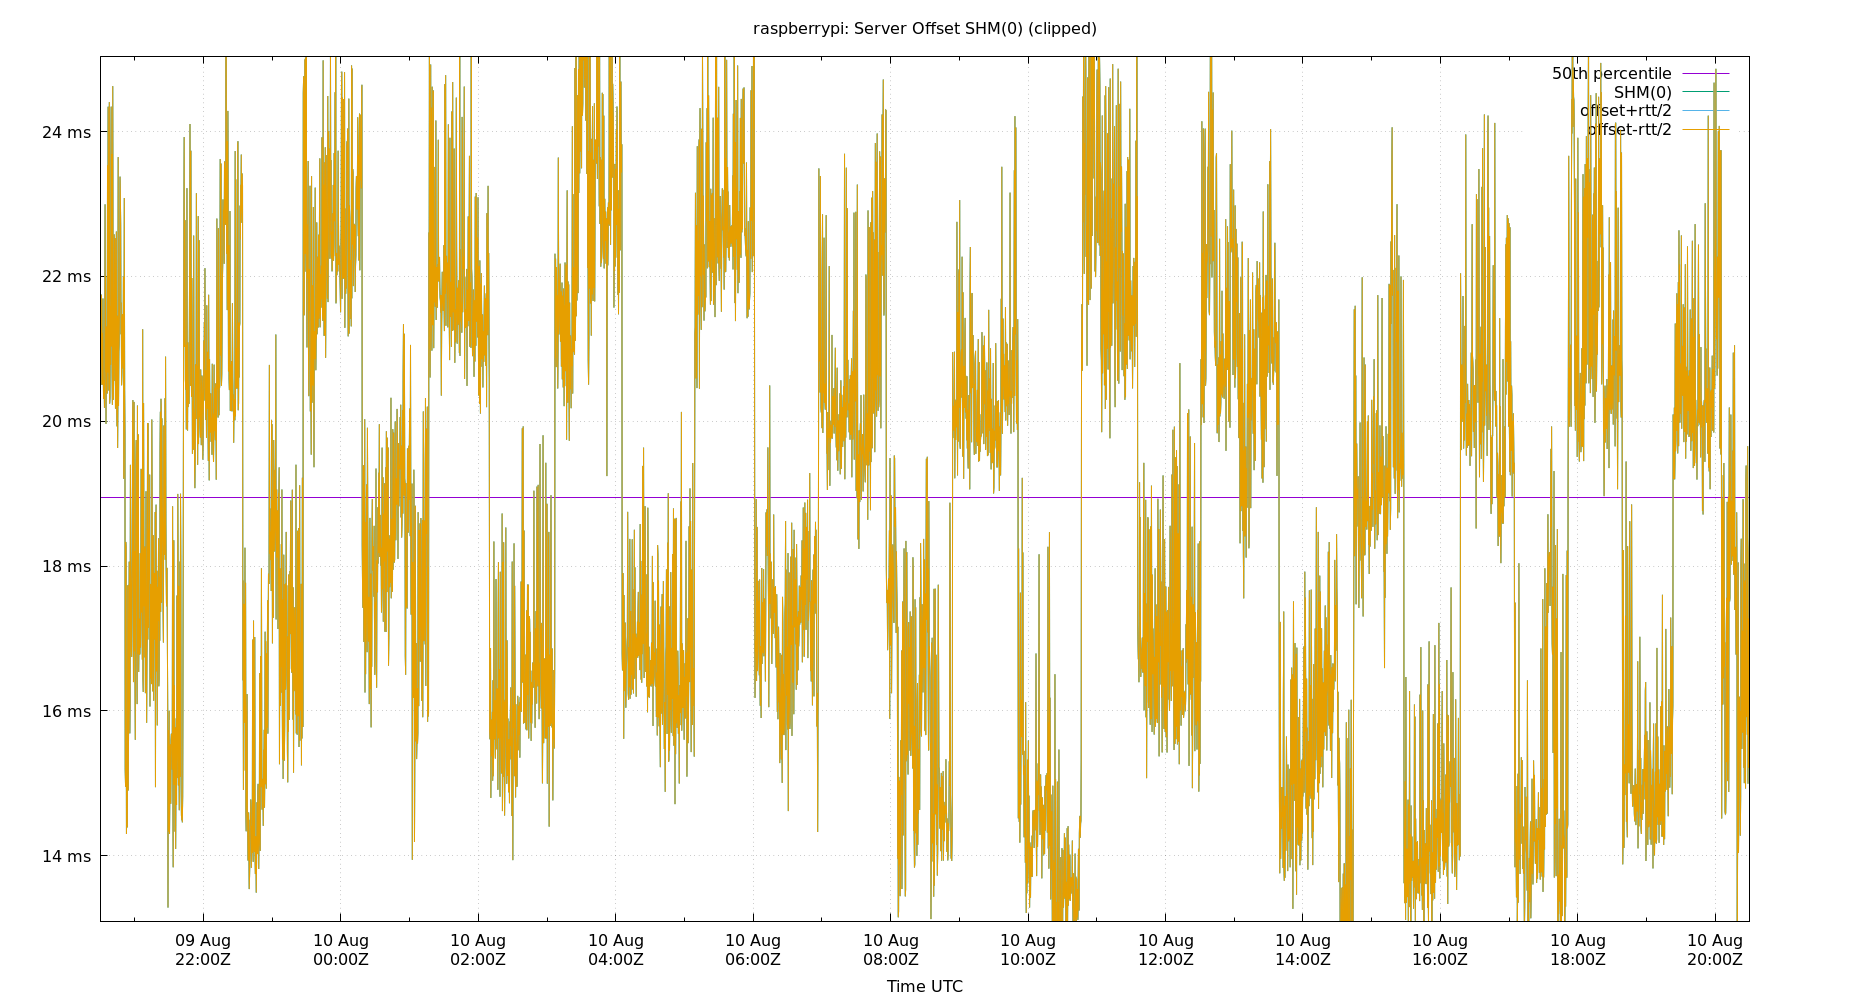 raspberrypi: Server Offset SHM(0) (clipped)
50th percentile
SHM(0)
offset+rtt/2
offset-rtt/2
24 ms
22 ms
20 ms
18 ms
16 ms
14 ms
09 Aug 10 Aug 10 Aug 10 Aug 10 Aug 10 Aug 10 Aug 10 Aug 10 Aug 10 Aug 10 Aug 10 Aug
22:00Z 00:00Z 02:00Z 04:00Z 06:00Z 08:00Z 10:00Z 12:00Z 14:00Z 16:00Z 18:00Z 20:00Z
Time UTC